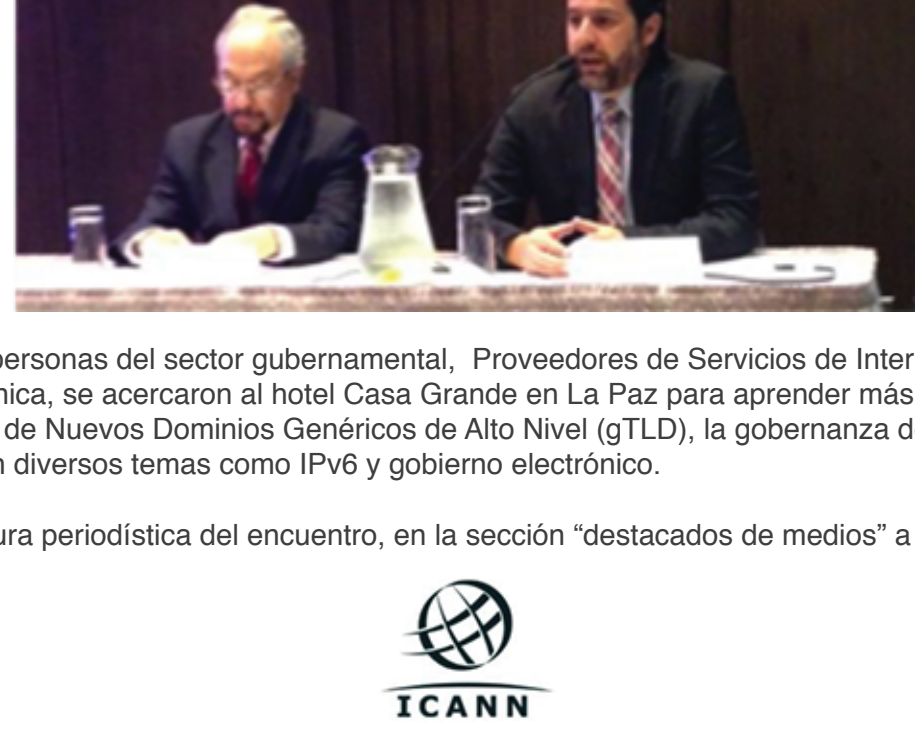 personas del sector gubernamental, Proveedores de Servicios de Inter
nica, se acercaron al hotel Casa Grande en La Paz para aprender más
de Nuevos Dominios Genéricos de Alto Nivel (gTLD), la gobernanza d
n diversos temas como IPv6 y gobierno electrónico.
ura periodística del encuentro, en la sección “destacados de medios” a
ICANN